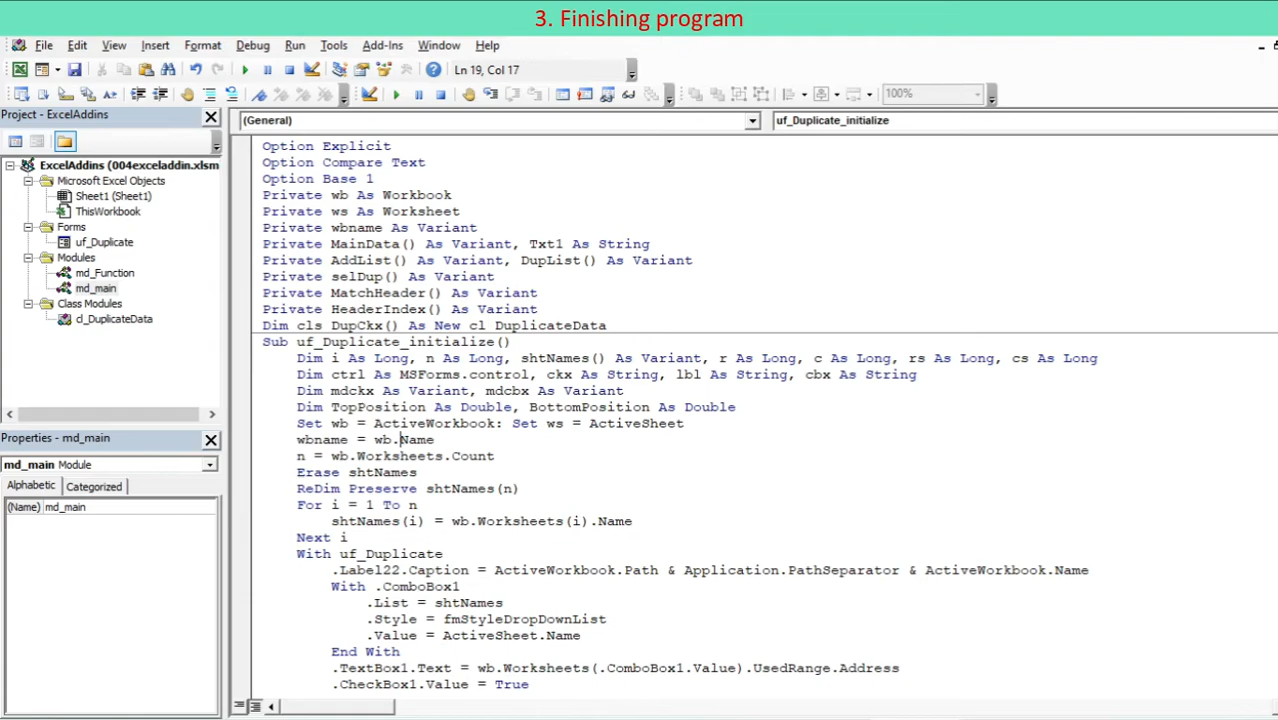 3. Finishing program
File Edit View Insert Format Debug Run Tools Add-Ins Window Help
Ln 19, Col 17
100%
Project - ExcelAddins
(General) uf_Duplicate_initialize
ExcelAddins (004exceladdin.xlsm
Microsoft Excel Objects
Sheet1 (Sheet1)
ThisWorkbook
Forms
uf_Duplicate
Modules
md_Function
md_main
Class Modules
cl_DuplicateData
Properties - md_main
md_main Module
Alphabetic Categorized
(Name) md_main
Option Explicit
Option Compare Text
Option Base 1
Private wb As Workbook
Private ws As Worksheet
Private wbname As Variant
Private MainData() As Variant, Txt1 As String
Private AddList() As Variant, DupList() As Variant
Private selDup() As Variant
Private MatchHeader() As Variant
Private HeaderIndex() As Variant
Dim cls DupCkx() As New cl DuplicateData
Sub uf_Duplicate_initialize()
Dim i As Long, n As Long, shtNames() As Variant, r As Long, c As Long, rs As Long, cs As Long
Dim ctrl As MSForms.control, ckx As String, lbl As String, cbx As String
Dim mdckx As Variant, mdcbx As Variant
Dim TopPosition As Double, BottomPosition As Double
Set wb = ActiveWorkbook: Set ws = ActiveSheet
wbname = wb.Name
n = wb.Worksheets.Count
Erase shtNames
ReDim Preserve shtNames(n)
For i = 1 To n
shtNames(i) = wb.Worksheets(i).Name
Next i
With uf_Duplicate
.Label22.Caption = ActiveWorkbook.Path & Application.PathSeparator & ActiveWorkbook.Name
With .ComboBox1
.List = shtNames
.Style = fmStyleDropDownList
.Value = ActiveSheet.Name
End With
.TextBox1.Text = wb.Worksheets(.ComboBox1.Value).UsedRange.Address
.CheckBox1.Value = True